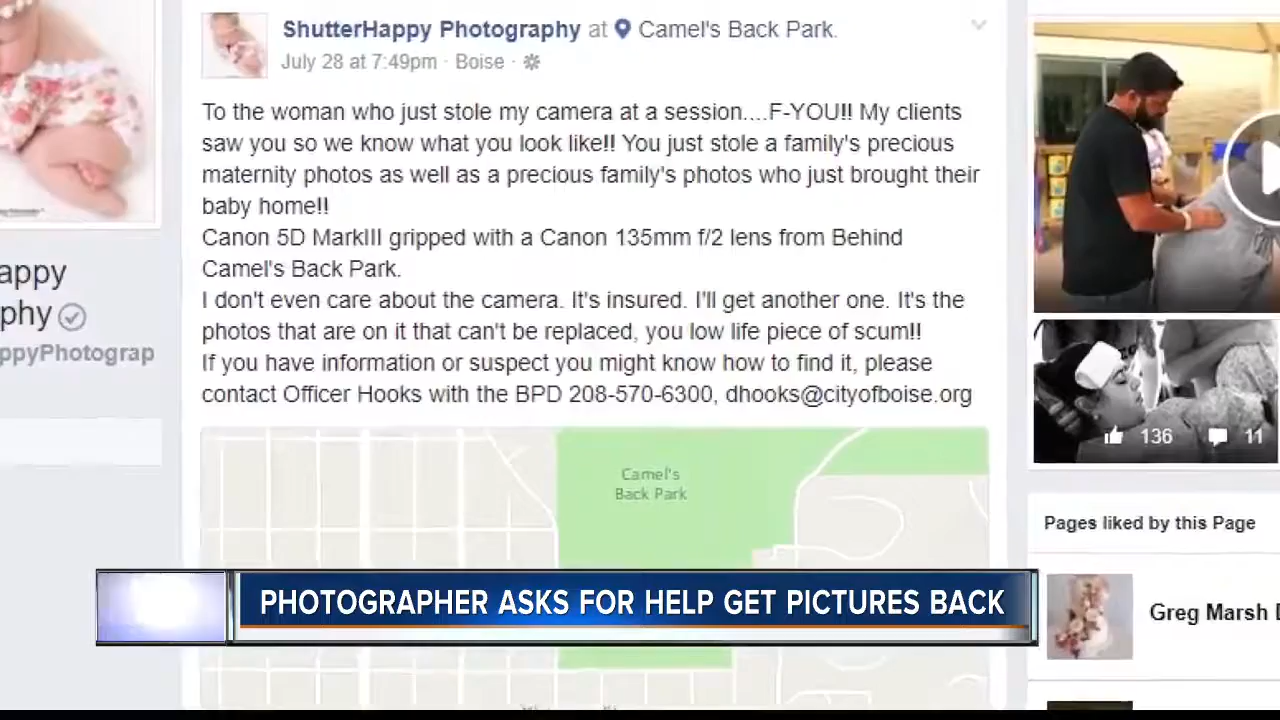 ShutterHappy Photography at Camel's Back Park.
July 28 at 7:49pm · Boise ·
To the woman who just stole my camera at a session....F-YOU!! My clients
saw you so we know what you look like!! You just stole a family's precious
maternity photos as well as a precious family's photos who just brought their
baby home!!
Canon 5D MarkIII gripped with a Canon 135mm f/2 lens from Behind
Camel's Back Park.
I don't even care about the camera. It's insured. I'll get another one. It's the
photos that are on it that can't be replaced, you low life piece of scum!!
If you have information or suspect you might know how to find it, please
contact Officer Hooks with the BPD 208-570-6300, dhooks@cityofboise.org
appy
phy
ppyPhotograp
Camel's
Back Park
136 11
Pages liked by this Page
Greg Marsh
PHOTOGRAPHER ASKS FOR HELP GET PICTURES BACK